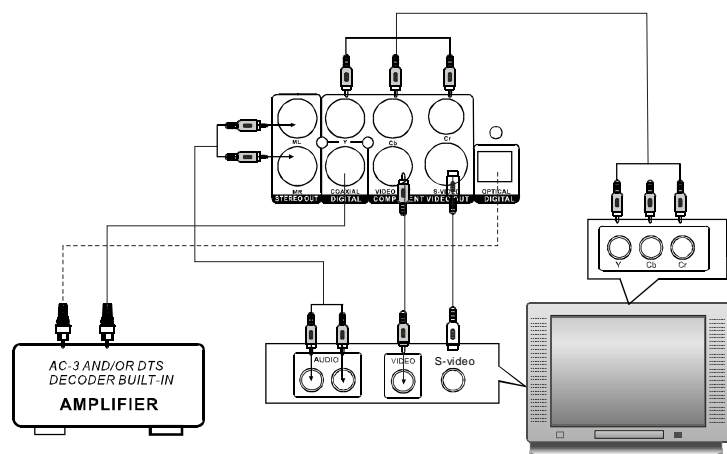 ML
Y
Cb
Cr
MR
COAXIAL
VIDEO
S-VIDEO
OPTICAL
STEREO OUT
DIGITAL
COMPONENT VIDEO OUT
DIGITAL
Y
Cb
Cr
AUDIO
VIDEO
S-video
AC-3 AND/OR DTS
DECODER BUILT-IN
AMPLIFIER